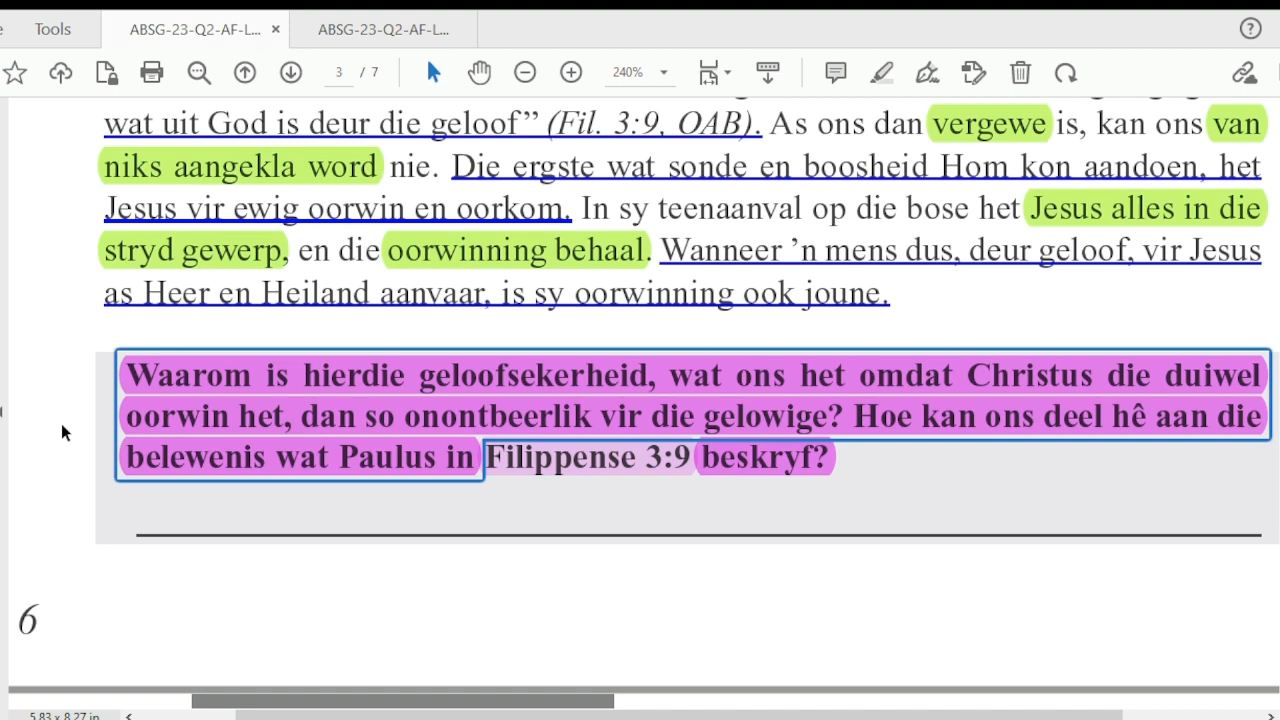 Tools
ABSG-23-Q2-AF-L...
ABSG-23-Q2-AF-L...
3 / 7
240%
wat uit God is deur die geloof” (Fil. 3:9, OAB). As ons dan vergewe is, kan ons van
niks aangekla word nie. Die ergste wat sonde en boosheid Hom kon aandoen, het
Jesus vir ewig oorwin en oorkom. In sy teenaanval op die bose het Jesus alles in die
stryd gewerp, en die oorwinning behaal. Wanneer ’n mens dus, deur geloof, vir Jesus
as Heer en Heiland aanvaar, is sy oorwinning ook joune.
Waarom is hierdie geloofsekerheid, wat ons het omdat Christus die duiwel
oorwin het, dan so onontbeerlik vir die gelowige? Hoe kan ons deel hê aan die
belewenis wat Paulus in Filippense 3:9 beskryf?
6
5.83 x 8.27 in